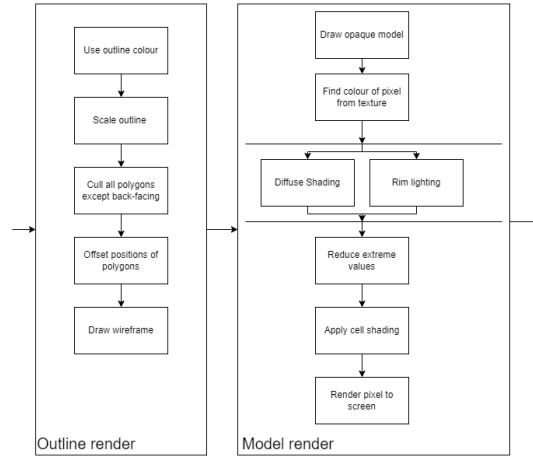 Use outline colour
Scale outline
Cull all polygons
except back-facing
Offset positions of
polygons
Draw wireframe
Outline render
Draw opaque model
Find colour of pixel
from texture
Diffuse Shading
Rim lighting
Reduce extreme
values
Apply cell shading
Render pixel to
screen
Model render